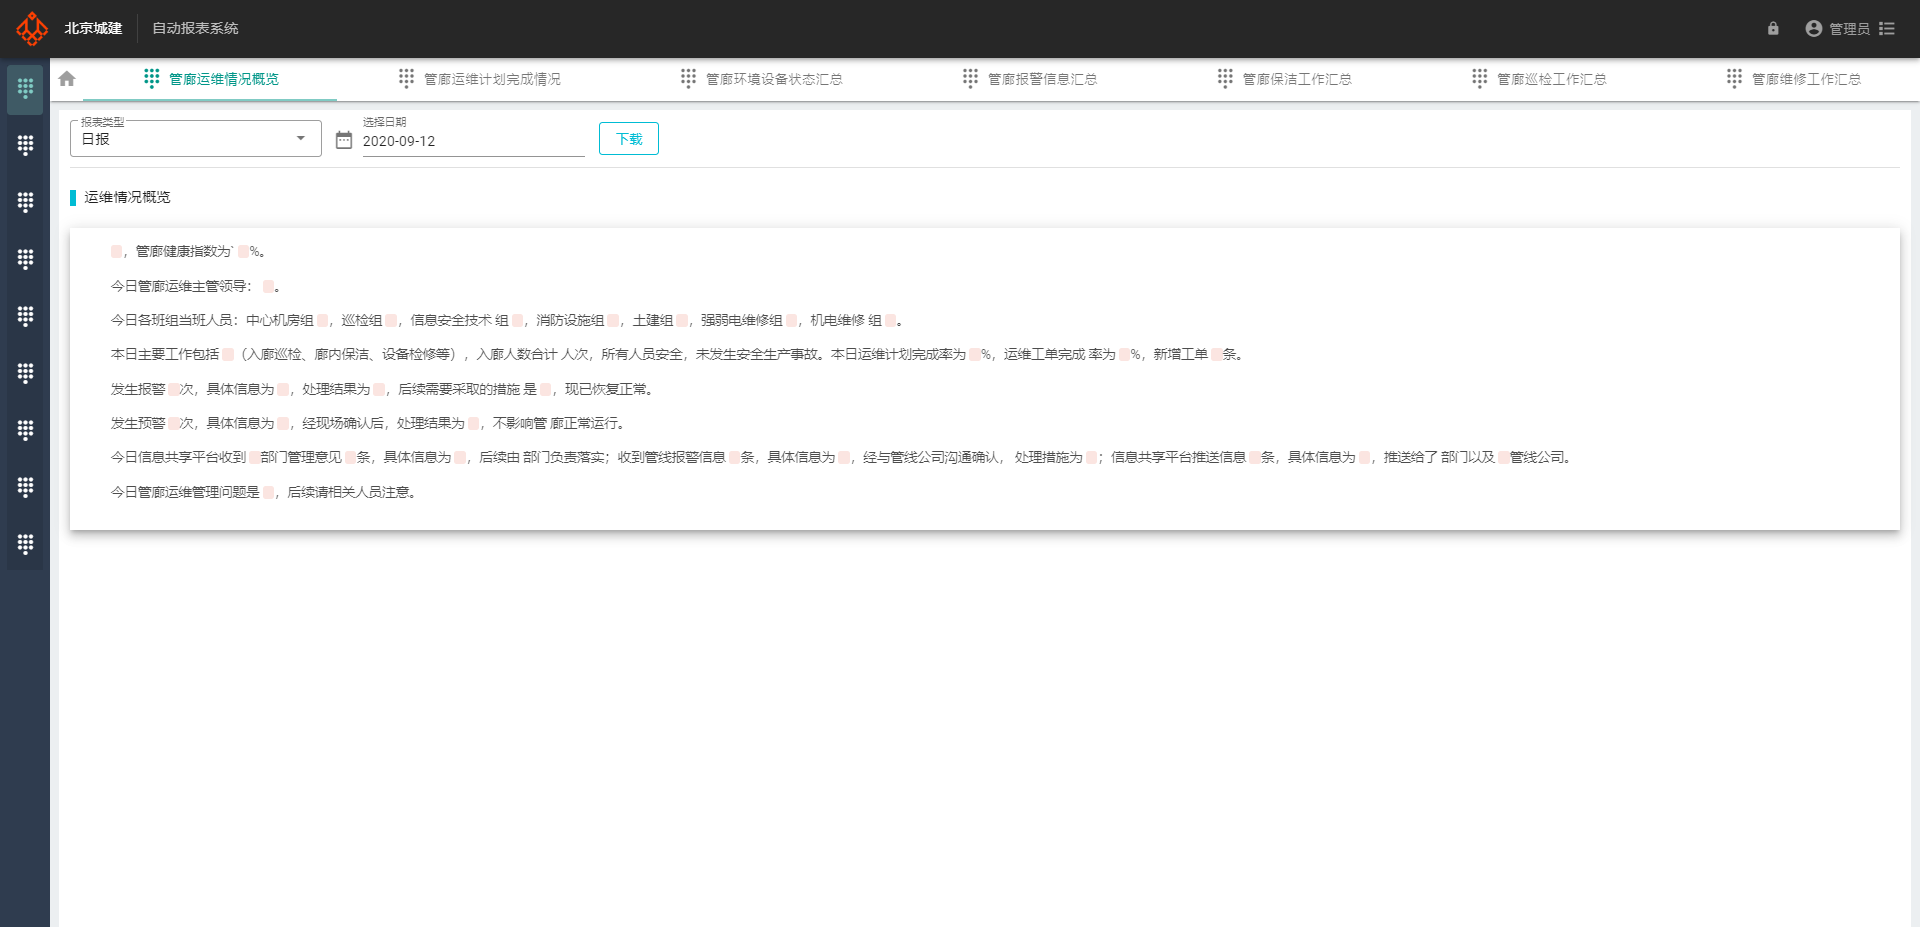 北京城建 自动报表系统 管理员
管廊运维情况概览 管廊运维计划完成情况 管廊环境设备状态汇总 管廊报警信息汇总 管廊保洁工作汇总 管廊巡检工作汇总 管廊维修工作汇总
报表类型 选择日期
日报 2020-09-12 下载
运维情况概览
，管廊健康指数为` %。
今日管廊运维主管领导： 。
今日各班组当班人员：中心机房组 ，巡检组 ，信息安全技术 组 ，消防设施组 ，土建组 ，强弱电维修组 ，机电维修 组 。
本日主要工作包括 （入廊巡检、廊内保洁、设备检修等），入廊人数合计 人次，所有人员安全，未发生安全生产事故。本日运维计划完成率为 %，运维工单完成 率为 %，新增工单 条。
发生报警 次，具体信息为 ，处理结果为 ，后续需要采取的措施 是 ，现已恢复正常。
发生预警 次，具体信息为 ，经现场确认后，处理结果为 ，不影响管 廊正常运行。
今日信息共享平台收到 部门管理意见 条，具体信息为 ，后续由 部门负责落实；收到管线报警信息 条，具体信息为 ，经与管线公司沟通确认， 处理措施为 ；信息共享平台推送信息 条，具体信息为 ，推送给了 部门以及 管线公司。
今日管廊运维管理问题是 ，后续请相关人员注意。